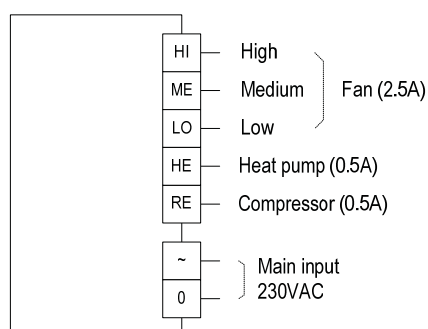 HI High
ME Medium Fan (2.5A)
LO Low
HE Heat pump (0.5A)
RE Compressor (0.5A)
~ Main input
0 230VAC